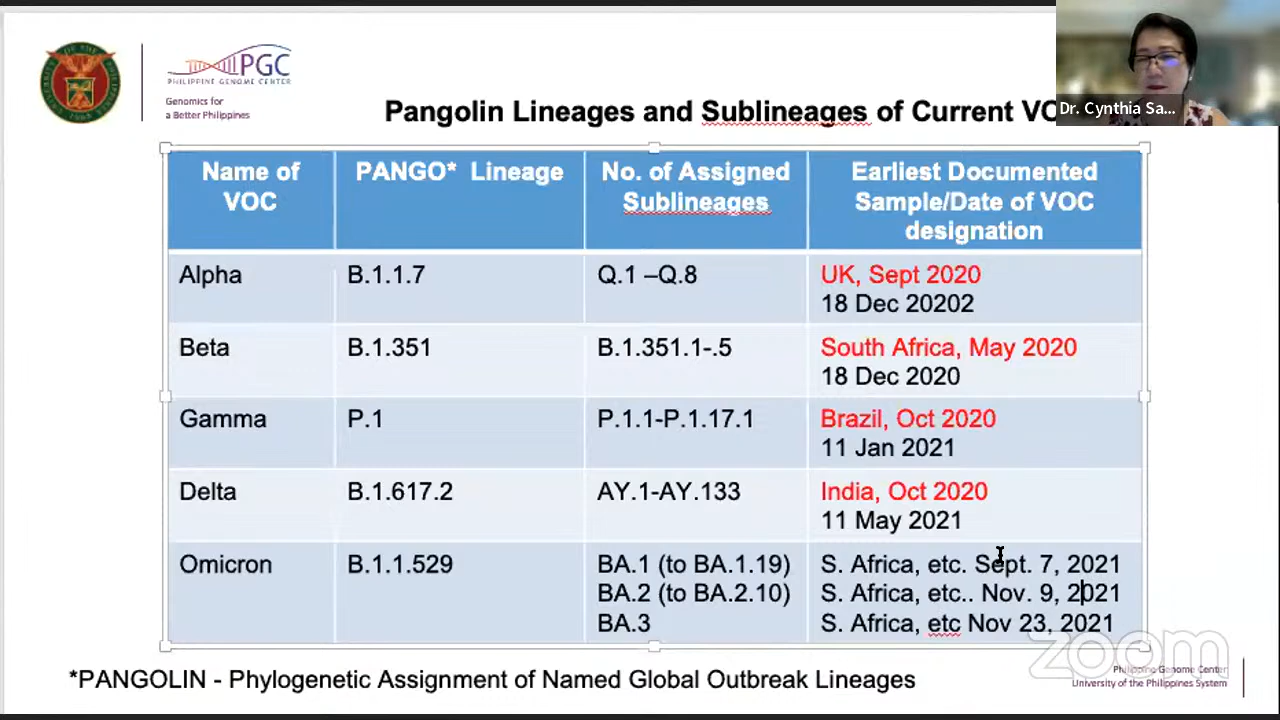 PGC
PHILIPPINE GENOME CENTER
Genomics for
a Better Philippines
Dr. Cynthia Sa...
Pangolin Lineages and Sublineages of Current VO
Name of VOC | PANGO* Lineage | No. of Assigned Sublineages | Earliest Documented Sample/Date of VOC designation
Alpha | B.1.1.7 | Q.1 –Q.8 | UK, Sept 2020
18 Dec 20202
Beta | B.1.351 | B.1.351.1-.5 | South Africa, May 2020
18 Dec 2020
Gamma | P.1 | P.1.1-P.1.17.1 | Brazil, Oct 2020
11 Jan 2021
Delta | B.1.617.2 | AY.1-AY.133 | India, Oct 2020
11 May 2021
Omicron | B.1.1.529 | BA.1 (to BA.1.19) | S. Africa, etc. Sept. 7, 2021
BA.2 (to BA.2.10) | S. Africa, etc.. Nov. 9, 2021
BA.3 | S. Africa, etc Nov 23, 2021
zoom
*PANGOLIN - Phylogenetic Assignment of Named Global Outbreak Lineages
Philippine Genome Center
University of the Philippines System